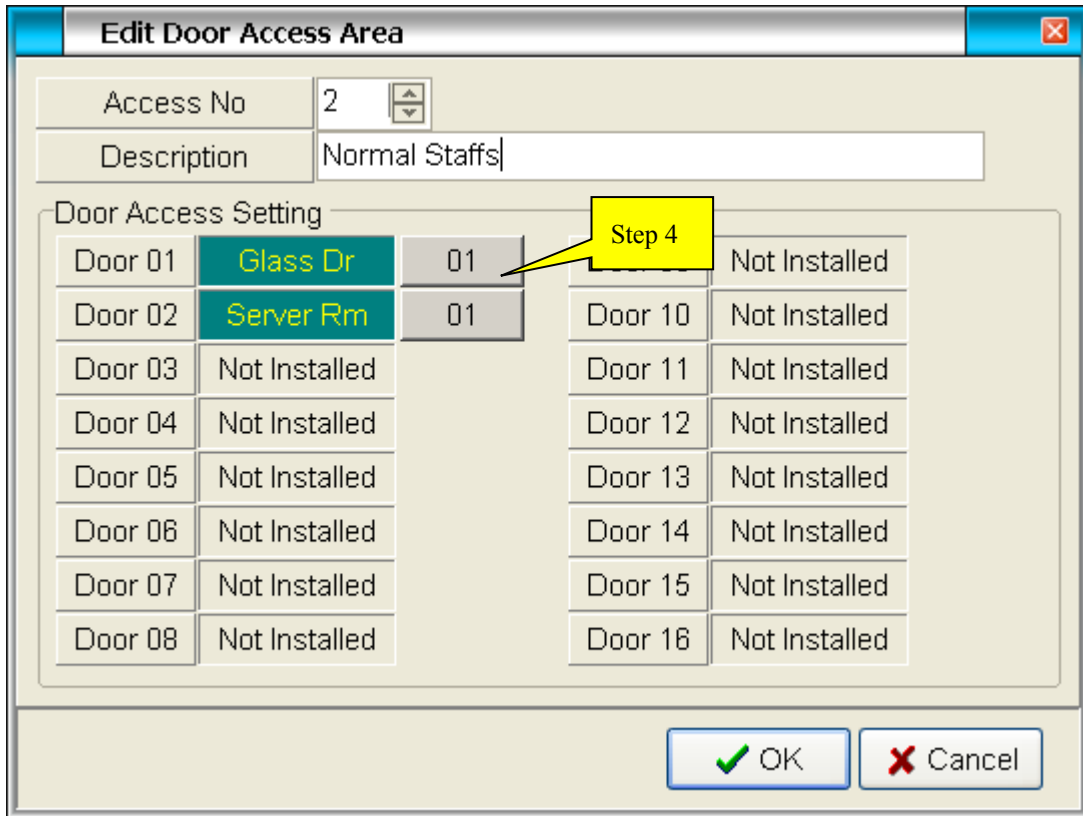 Edit Door Access Area
Access No 2
Description Normal Staffs
Door Access Setting
Step 4
Door 01 Glass Dr 01 Not Installed
Door 02 Server Rm 01 Door 10 Not Installed
Door 03 Not Installed Door 11 Not Installed
Door 04 Not Installed Door 12 Not Installed
Door 05 Not Installed Door 13 Not Installed
Door 06 Not Installed Door 14 Not Installed
Door 07 Not Installed Door 15 Not Installed
Door 08 Not Installed Door 16 Not Installed
OK Cancel